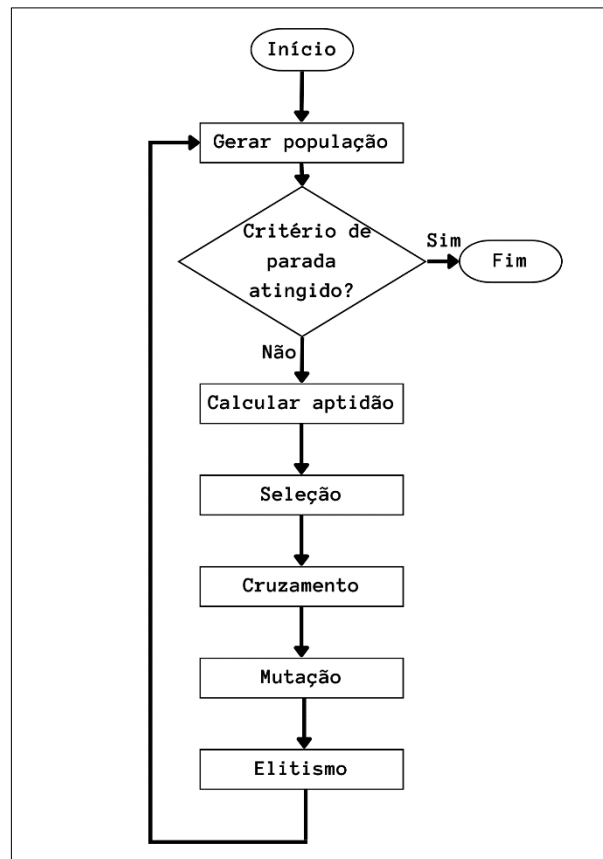 Início
Gerar população
Critério de
parada
atingido?
Sim
Fim
Não
Calcular aptidão
Seleção
Cruzamento
Mutação
Elitismo